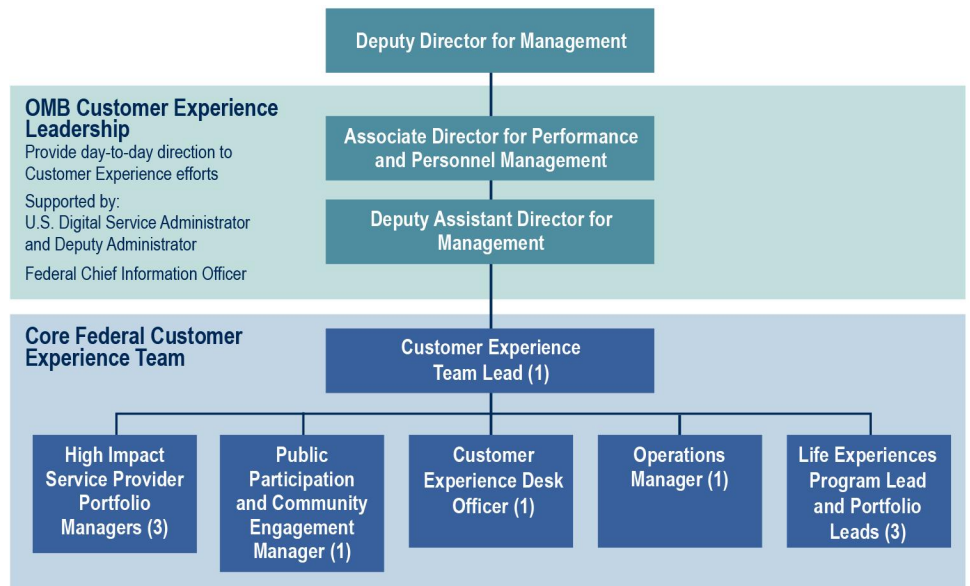 Deputy Director for Management
OMB Customer Experience
Leadership
Provide day-to-day direction to
Customer Experience efforts
Supported by:
U.S. Digital Service Administrator
and Deputy Administrator
Federal Chief Information Officer
Associate Director for Performance
and Personnel Management
Deputy Assistant Director for
Management
Core Federal Customer
Experience Team
Customer Experience
Team Lead (1)
High Impact
Service Provider
Portfolio
Managers (3)
Public
Participation
and Community
Engagement
Manager (1)
Customer
Experience Desk
Officer (1)
Operations
Manager (1)
Life Experiences
Program Lead
and Portfolio
Leads (3)